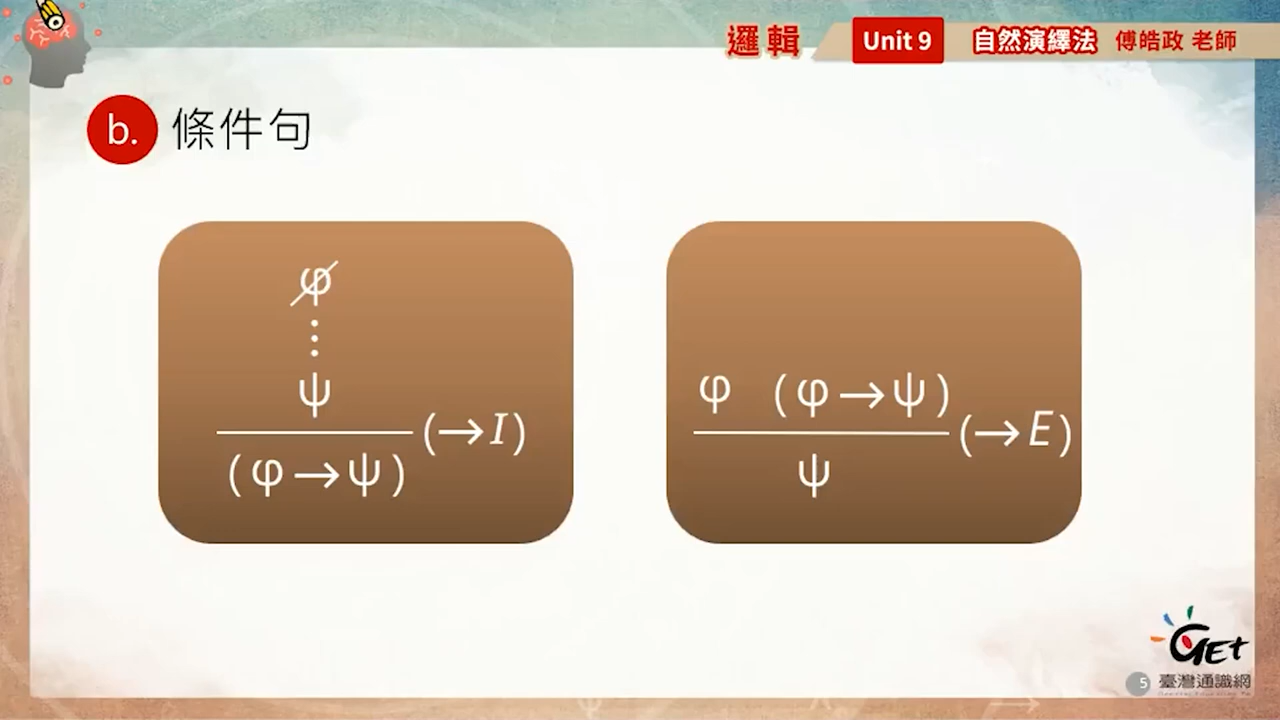 邏輯 Unit 9 自然演繹法 傅皓政 老師
b. 條件句
φ
⋮
ψ
(→I)
(φ→ψ)
φ (φ→ψ)
(→E)
ψ
GET
5 臺灣通識網